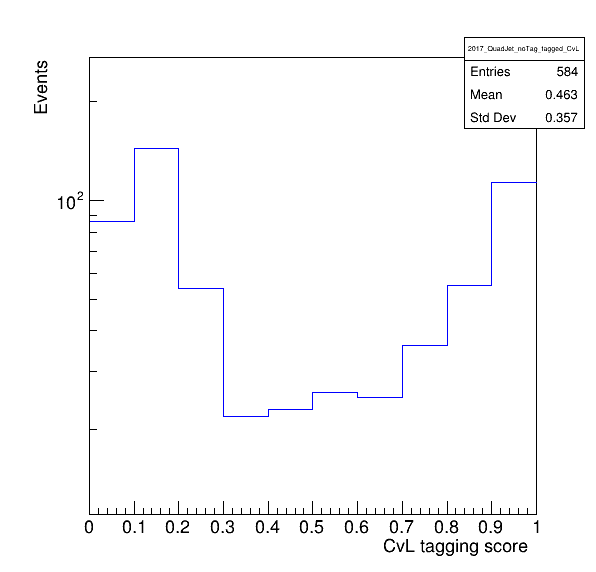 2017_QuadJet_noTag_tagged_CvL
Entries 584
Mean 0.463
Std Dev 0.357
Events
10²
0 0.1 0.2 0.3 0.4 0.5 0.6 0.7 0.8 0.9 1
CvL tagging score